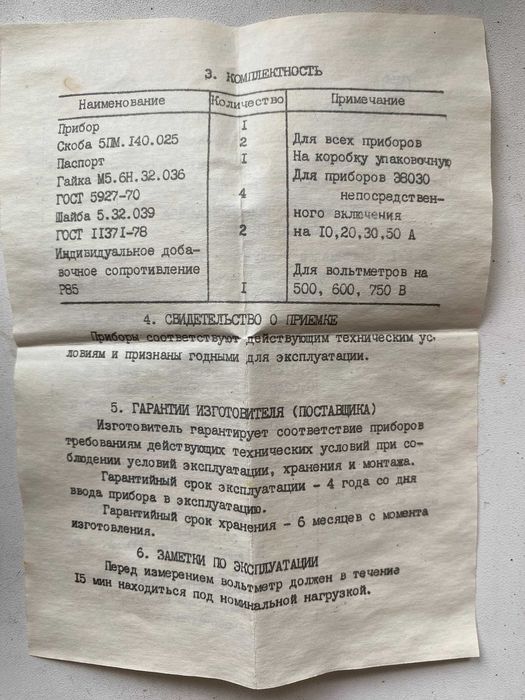 3. КОМПЛЕКТНОСТЬ
Наименование Количество Примечание
Прибор I
Скоба 5ПМ.I40.025 2 Для всех приборов
Паспорт I На коробку упаковочную
Гайка М5.6Н.32.036 Для приборов Э8030
ГОСТ 5927-70 4 непосредствен-
Шайба 5.32.039 ного включения
ГОСТ II37I-78 2 на I0,20,30,50 А
Индивидуальное доба-
вочное сопротивление Для вольтметров на
Р85 I 500, 600, 750 В
4. СВИДЕТЕЛЬСТВО О ПРИЕМКЕ
Приборы соответствуют действующим техническим ус-
ловиям и признаны годными для эксплуатации.
5. ГАРАНТИИ ИЗГОТОВИТЕЛЯ (ПОСТАВЩИКА)
Изготовитель гарантирует соответствие приборов
требованиям действующих технических условий при со-
блюдении условий эксплуатации, хранения и монтажа.
Гарантийный срок эксплуатации - 4 года со дня
ввода прибора в эксплуатацию.
Гарантийный срок хранения - 6 месяцев с момента
изготовления.
6. ЗАМЕТКИ ПО ЭКСПЛУАТАЦИИ
Перед измерением вольтметр должен в течение
I5 мин находиться под номинальной нагрузкой.